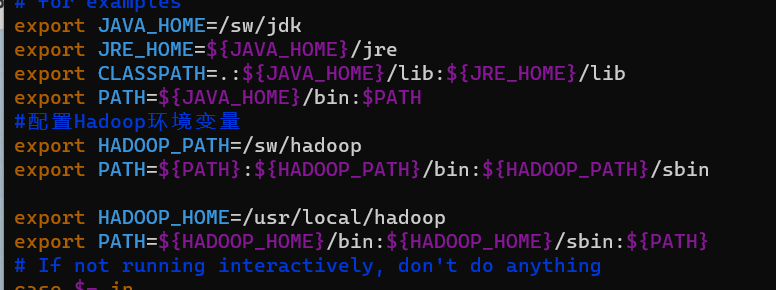 # for examples
export JAVA_HOME=/sw/jdk
export JRE_HOME=${JAVA_HOME}/jre
export CLASSPATH=.:${JAVA_HOME}/lib:${JRE_HOME}/lib
export PATH=${JAVA_HOME}/bin:$PATH
#配置Hadoop环境变量
export HADOOP_PATH=/sw/hadoop
export PATH=${PATH}:${HADOOP_PATH}/bin:${HADOOP_PATH}/sbin
export HADOOP_HOME=/usr/local/hadoop
export PATH=${HADOOP_HOME}/bin:${HADOOP_HOME}/sbin:${PATH}
# If not running interactively, don't do anything
case $- in